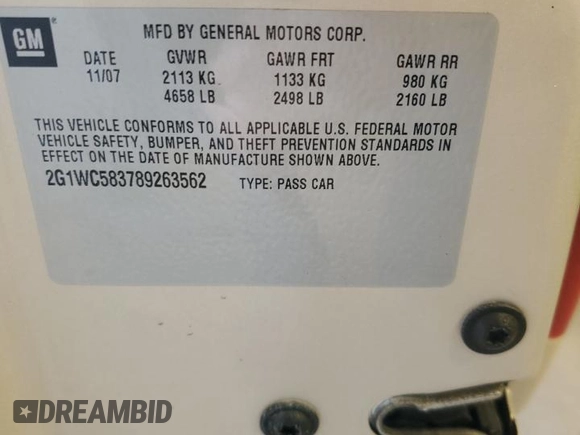 GM
MFD BY GENERAL MOTORS CORP.
DATE GVWR GAWR FRT GAWR RR
11/07 2113 KG 1133 KG 980 KG
4658 LB 2498 LB 2160 LB
THIS VEHICLE CONFORMS TO ALL APPLICABLE U.S. FEDERAL MOTOR
VEHICLE SAFETY, BUMPER, AND THEFT PREVENTION STANDARDS IN
EFFECT ON THE DATE OF MANUFACTURE SHOWN ABOVE.
2G1WC583789263562 TYPE: PASS CAR
DREAMBID